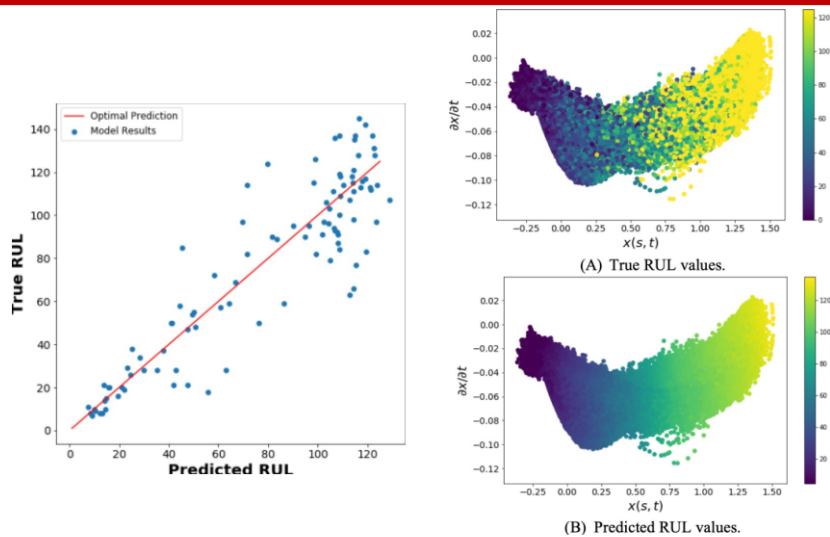 Optimal Prediction
Model Results
True RUL
140
120
100
80
60
40
20
0
0 20 40 60 80 100 120
Predicted RUL
∂x/∂t
0.02
0.00
−0.02
−0.04
−0.06
−0.08
−0.10
−0.12
−0.25 0.00 0.25 0.50 0.75 1.00 1.25 1.50
x(s, t)
120
100
80
60
40
20
0
(A) True RUL values.
∂x/∂t
0.02
0.00
−0.02
−0.04
−0.06
−0.08
−0.10
−0.12
−0.25 0.00 0.25 0.50 0.75 1.00 1.25 1.50
x(s, t)
120
100
80
60
40
20
(B) Predicted RUL values.